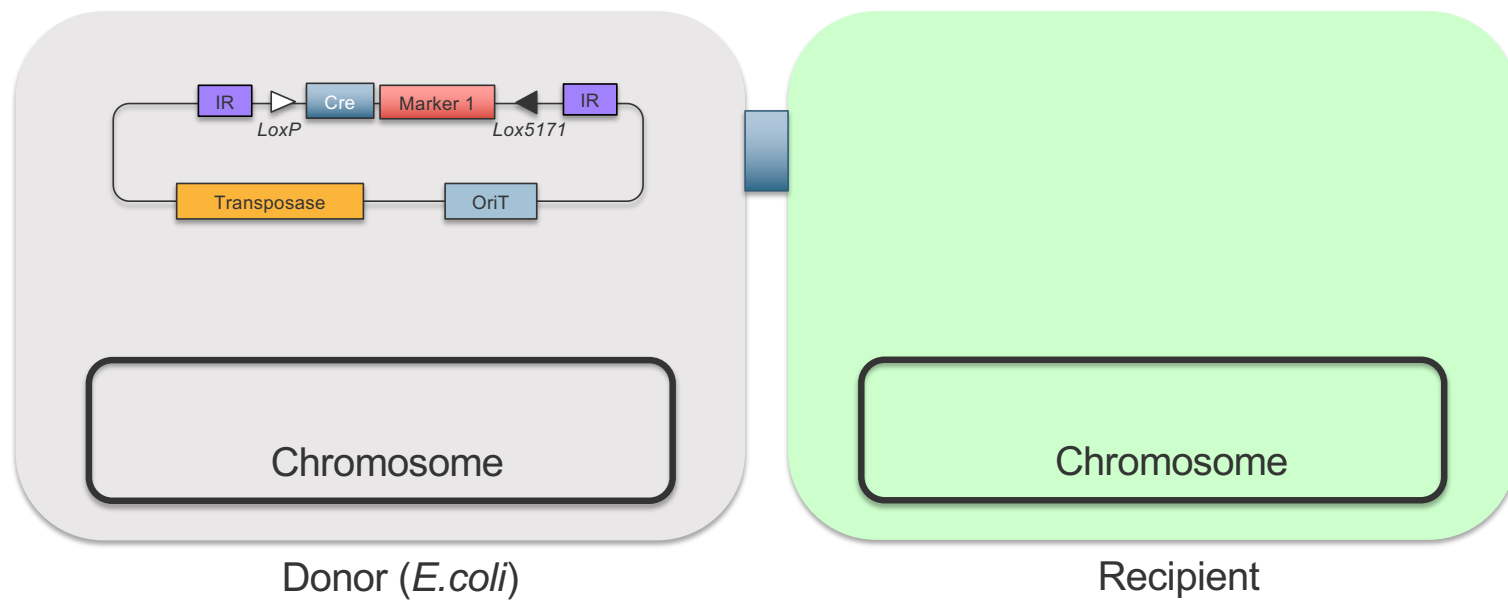 IR
Cre
Marker 1
IR
LoxP
Lox5171
Transposase
OriT
Chromosome
Chromosome
Donor (E.coli)
Recipient